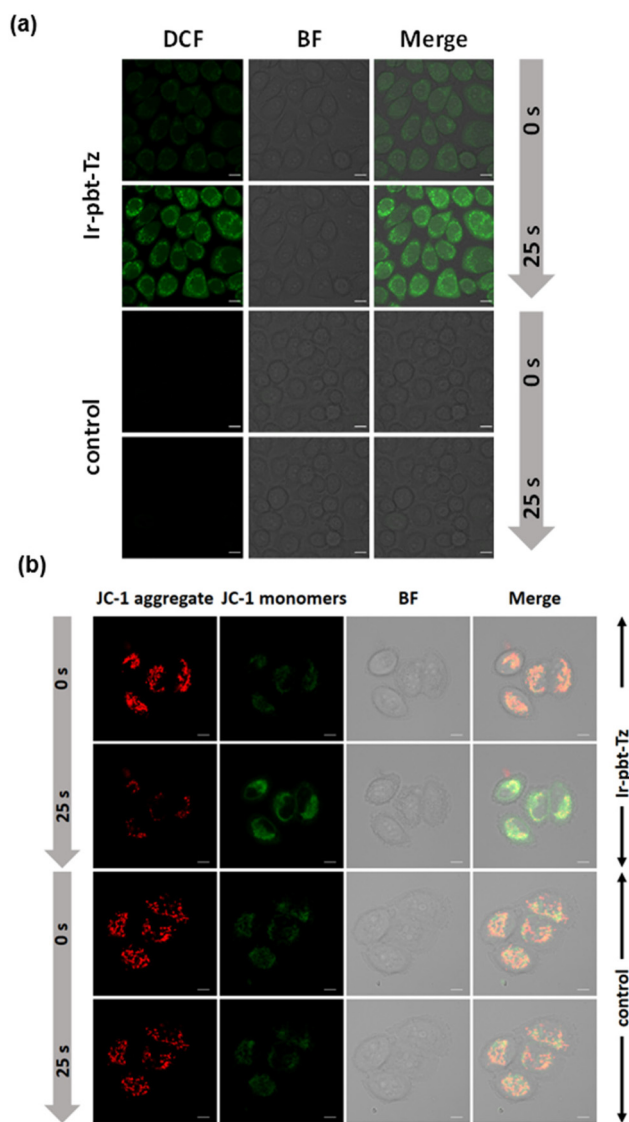 (a)
DCF BF Merge
Ir-pbt-Tz
0 s
25 s
control
0 s
25 s
(b)
JC-1 aggregate JC-1 monomers BF Merge
0 s
25 s
Ir-pbt-Tz
0 s
25 s
control